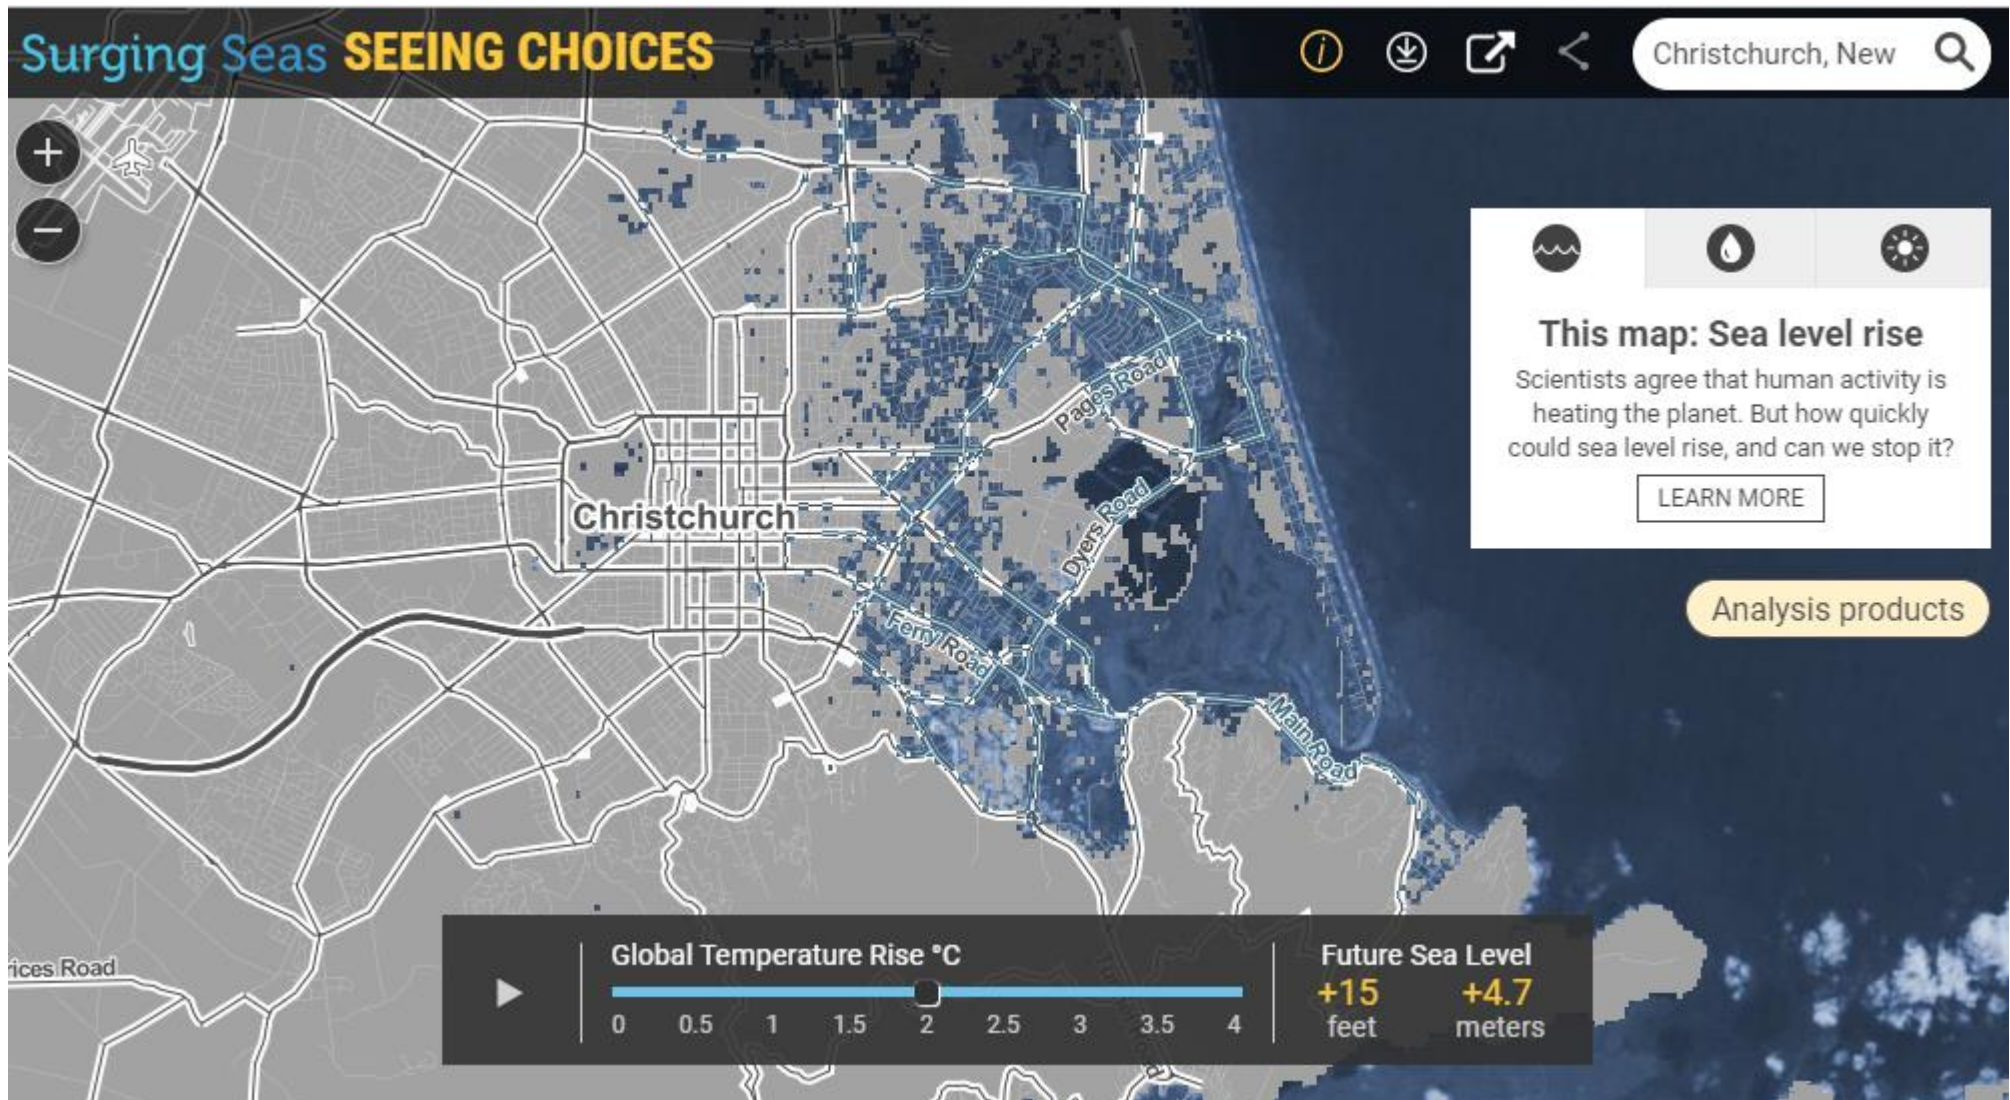 Surging Seas SEEING CHOICES
Christchurch, New
This map: Sea level rise
Scientists agree that human activity is
heating the planet. But how quickly
could sea level rise, and can we stop it?
LEARN MORE
Analysis products
Pages Road
Dyers Road
Christchurch
Ferry Road
Main Road
rices Road
Global Temperature Rise °C
0 0.5 1 1.5 2 2.5 3 3.5 4
Future Sea Level
+15 +4.7
feet meters